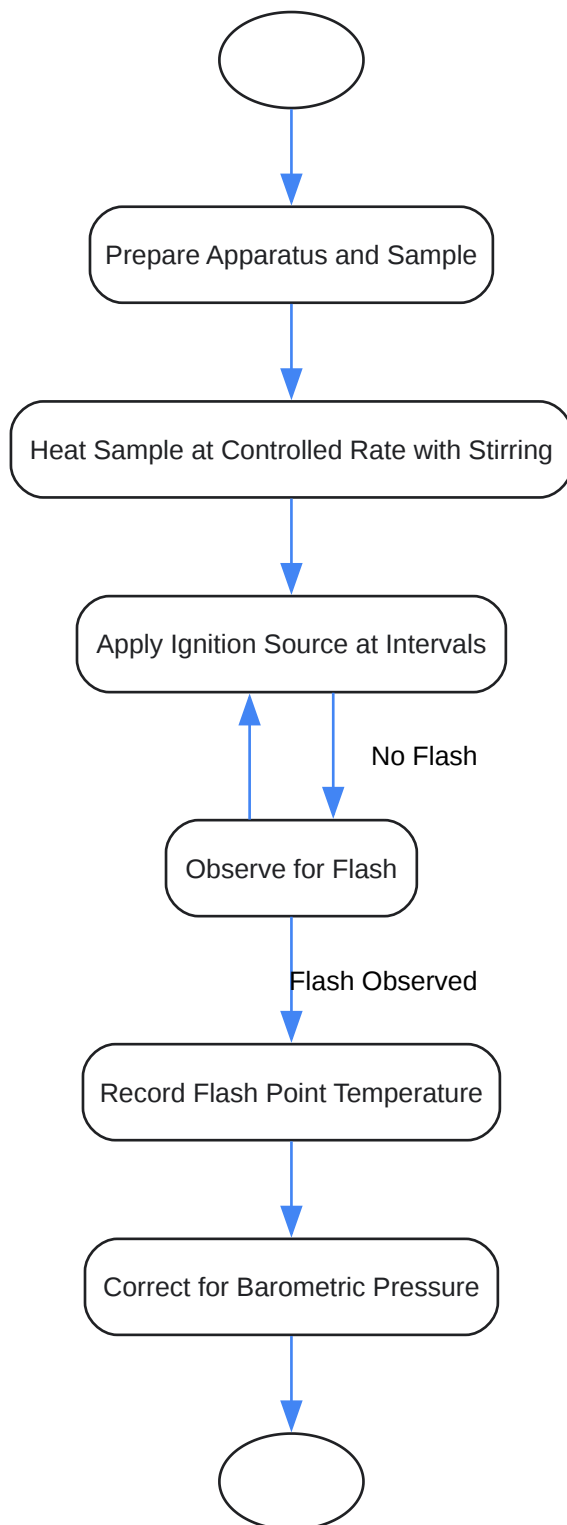 Prepare Apparatus and Sample
Heat Sample at Controlled Rate with Stirring
Apply Ignition Source at Intervals
No Flash
Observe for Flash
Flash Observed
Record Flash Point Temperature
Correct for Barometric Pressure